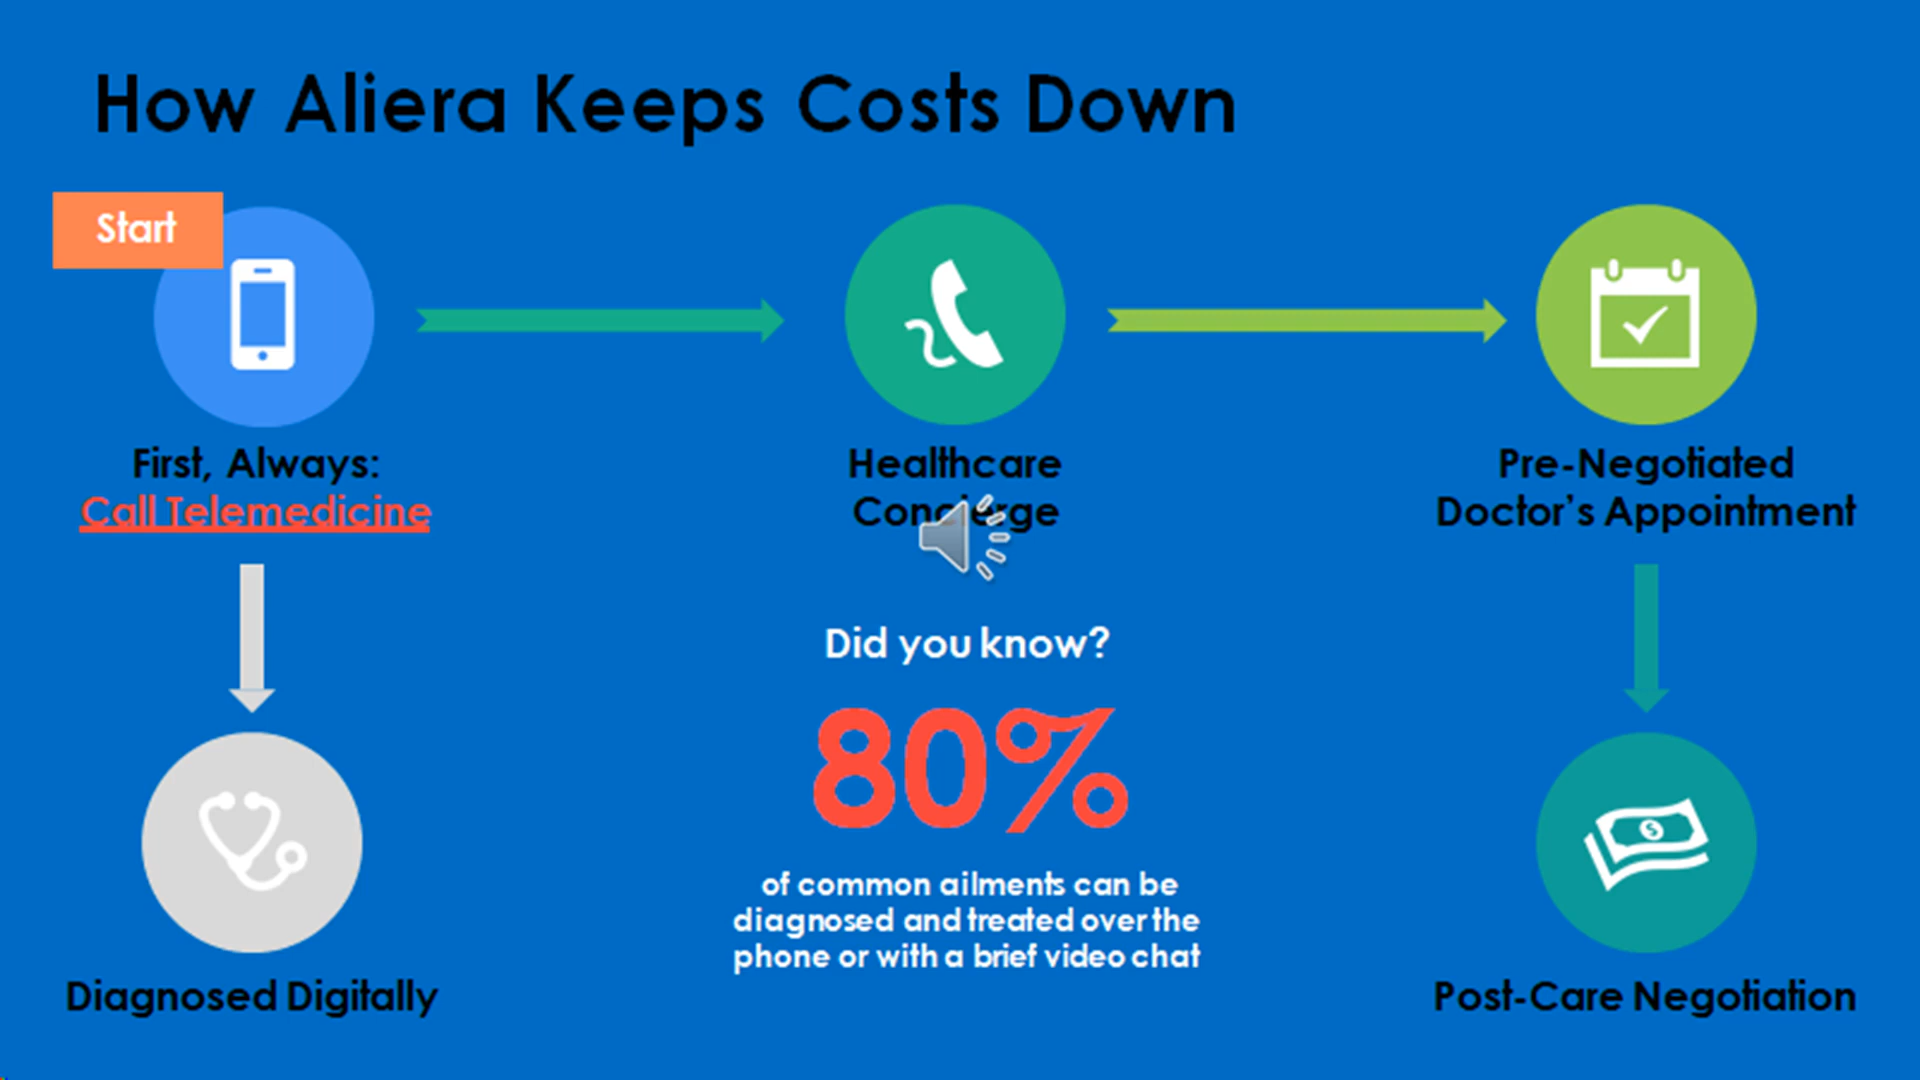 How Aliera Keeps Costs Down
Start
First, Always:
Call Telemedicine
Healthcare
Concierge
Pre-Negotiated
Doctor’s Appointment
Did you know?
80%
of common ailments can be
diagnosed and treated over the
phone or with a brief video chat
Diagnosed Digitally
Post-Care Negotiation